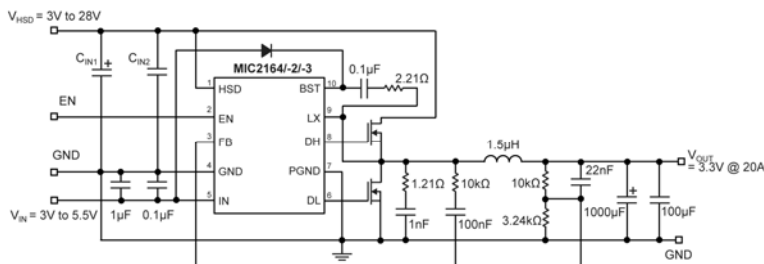 V_HSD = 3V to 28V
C_IN1
C_IN2
MIC2164/-2/-3
0.1µF
2.21Ω
1
HSD
BST
10
EN
2
EN
LX
9
3
FB
DH
8
GND
4
GND
PGND
7
V_IN = 3V to 5.5V
1µF
0.1µF
5
IN
DL
6
1.5µH
1.21Ω
1nF
10kΩ
100nF
10kΩ
22nF
3.24kΩ
1000µF
100µF
V_OUT
= 3.3V @ 20A
GND